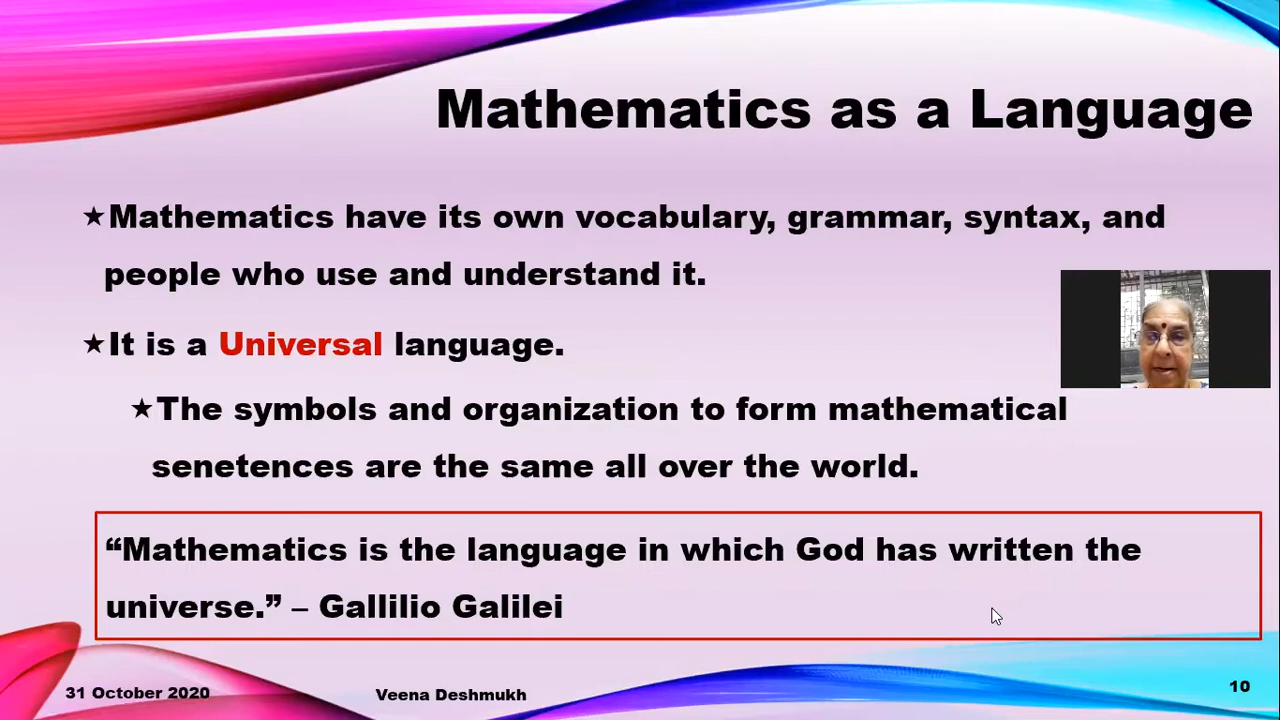 Mathematics as a Language
★Mathematics have its own vocabulary, grammar, syntax, and
people who use and understand it.
★It is a Universal language.
★The symbols and organization to form mathematical
senetences are the same all over the world.
“Mathematics is the language in which God has written the
universe.” – Gallilio Galilei
31 October 2020
Veena Deshmukh
10